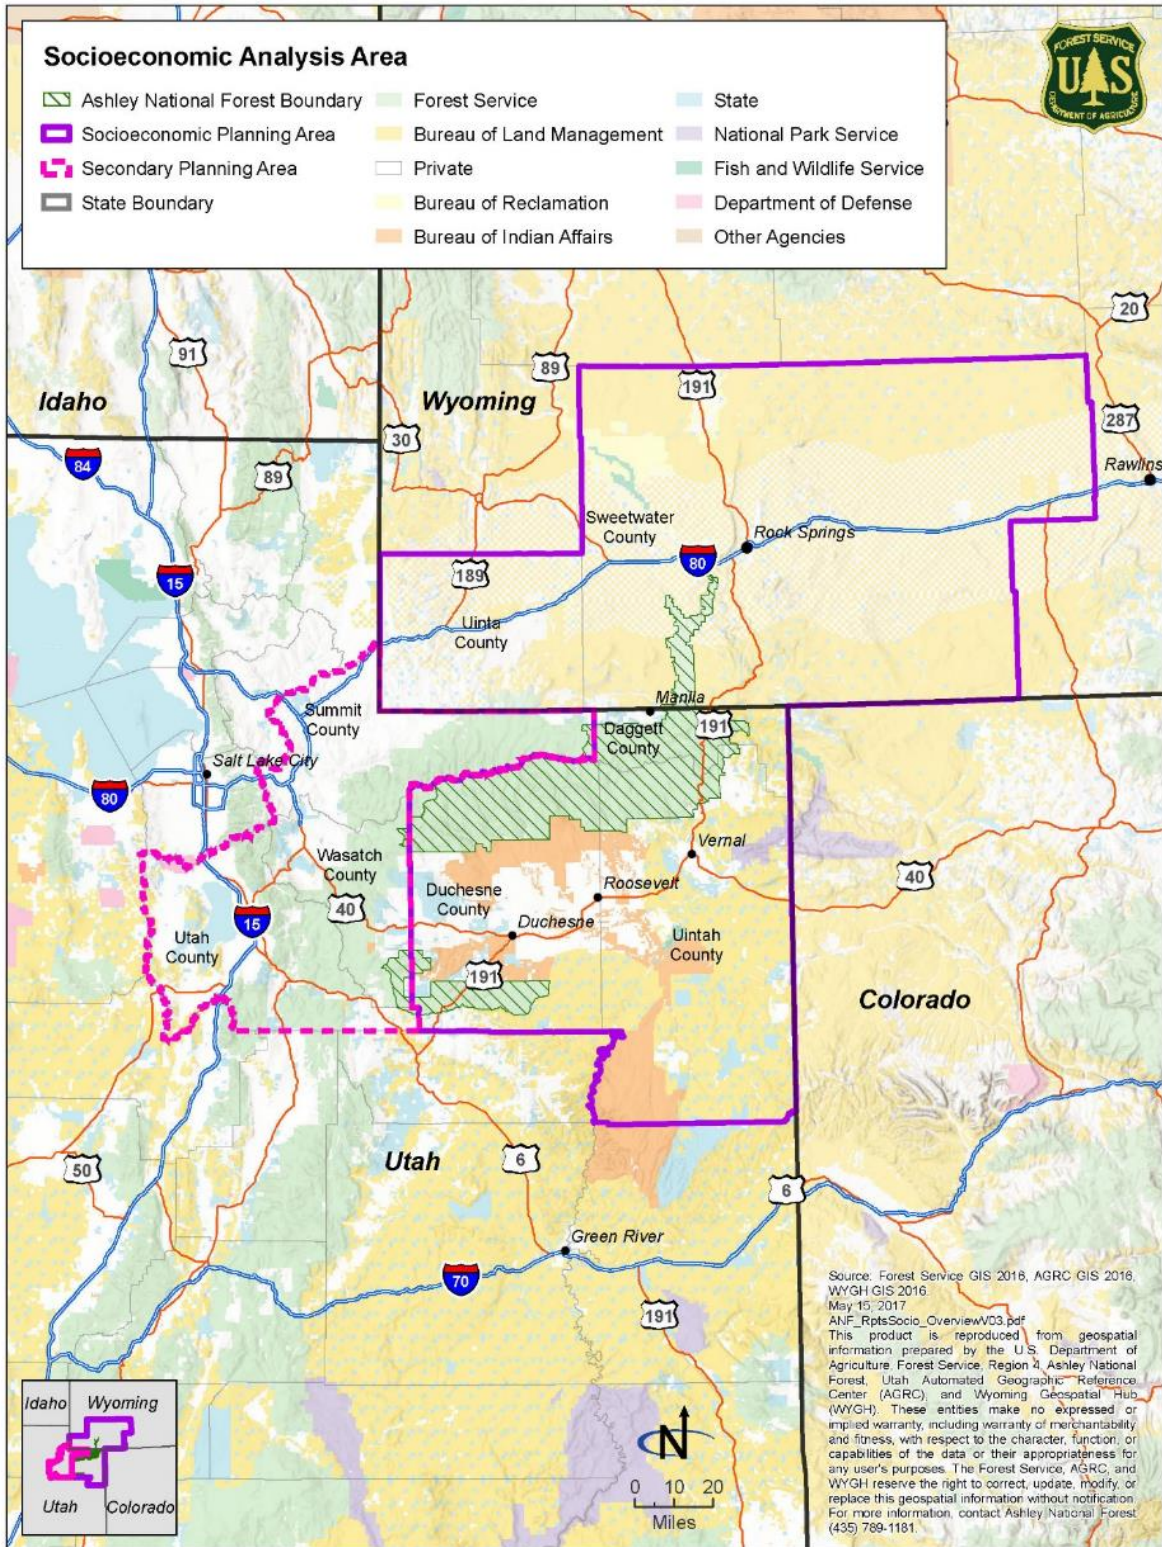 Socioeconomic Analysis Area
Ashley National Forest Boundary
Socioeconomic Planning Area
Secondary Planning Area
State Boundary
Forest Service
Bureau of Land Management
Private
Bureau of Reclamation
Bureau of Indian Affairs
State
National Park Service
Fish and Wildlife Service
Department of Defense
Other Agencies
FOREST SERVICE
US
DEPARTMENT OF AGRICULTURE
20
91
89
191
Idaho
Wyoming
287
30
84
89
Rawlins
Sweetwater
County
Rock Springs
80
15
189
Uinta
County
Summit
County
Manila
Daggett
County
191
Salt Lake City
80
Vernal
Wasatch
County
40
Duchesne
County
Roosevelt
40
15
Duchesne
Utah
County
Uintah
County
191
Colorado
Utah
50
6
6
Green River
70
191
Source: Forest Service GIS 2016, AGRC GIS 2016,
WYGH GIS 2016.
May 15, 2017
ANF_RptsSocio_OverviewV03.pdf
This product is reproduced from geospatial
information prepared by the U.S. Department of
Agriculture, Forest Service, Region 4, Ashley National
Forest, Utah Automated Geographic Reference
Center (AGRC), and Wyoming Geospatial Hub
(WYGH). These entities make no expressed or
implied warranty, including warranty of merchantability
and fitness, with respect to the character, function, or
capabilities of the data or their appropriateness for
any user's purposes. The Forest Service, AGRC, and
WYGH reserve the right to correct, update, modify, or
replace this geospatial information without notification.
For more information, contact Ashley National Forest
(435) 789-1181.
Idaho
Wyoming
Utah
Colorado
N
0 10 20
Miles